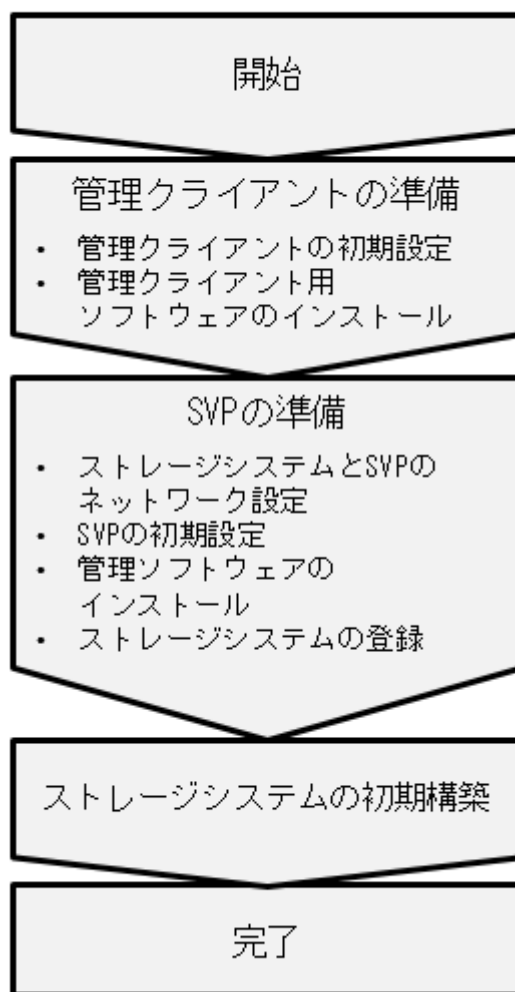 開始
管理クライアントの準備
・ 管理クライアントの初期設定
・ 管理クライアント用
ソフトウェアのインストール
SVPの準備
・ ストレージシステムとSVPの
ネットワーク設定
・ SVPの初期設定
・ 管理ソフトウェアの
インストール
・ ストレージシステムの登録
ストレージシステムの初期構築
完了